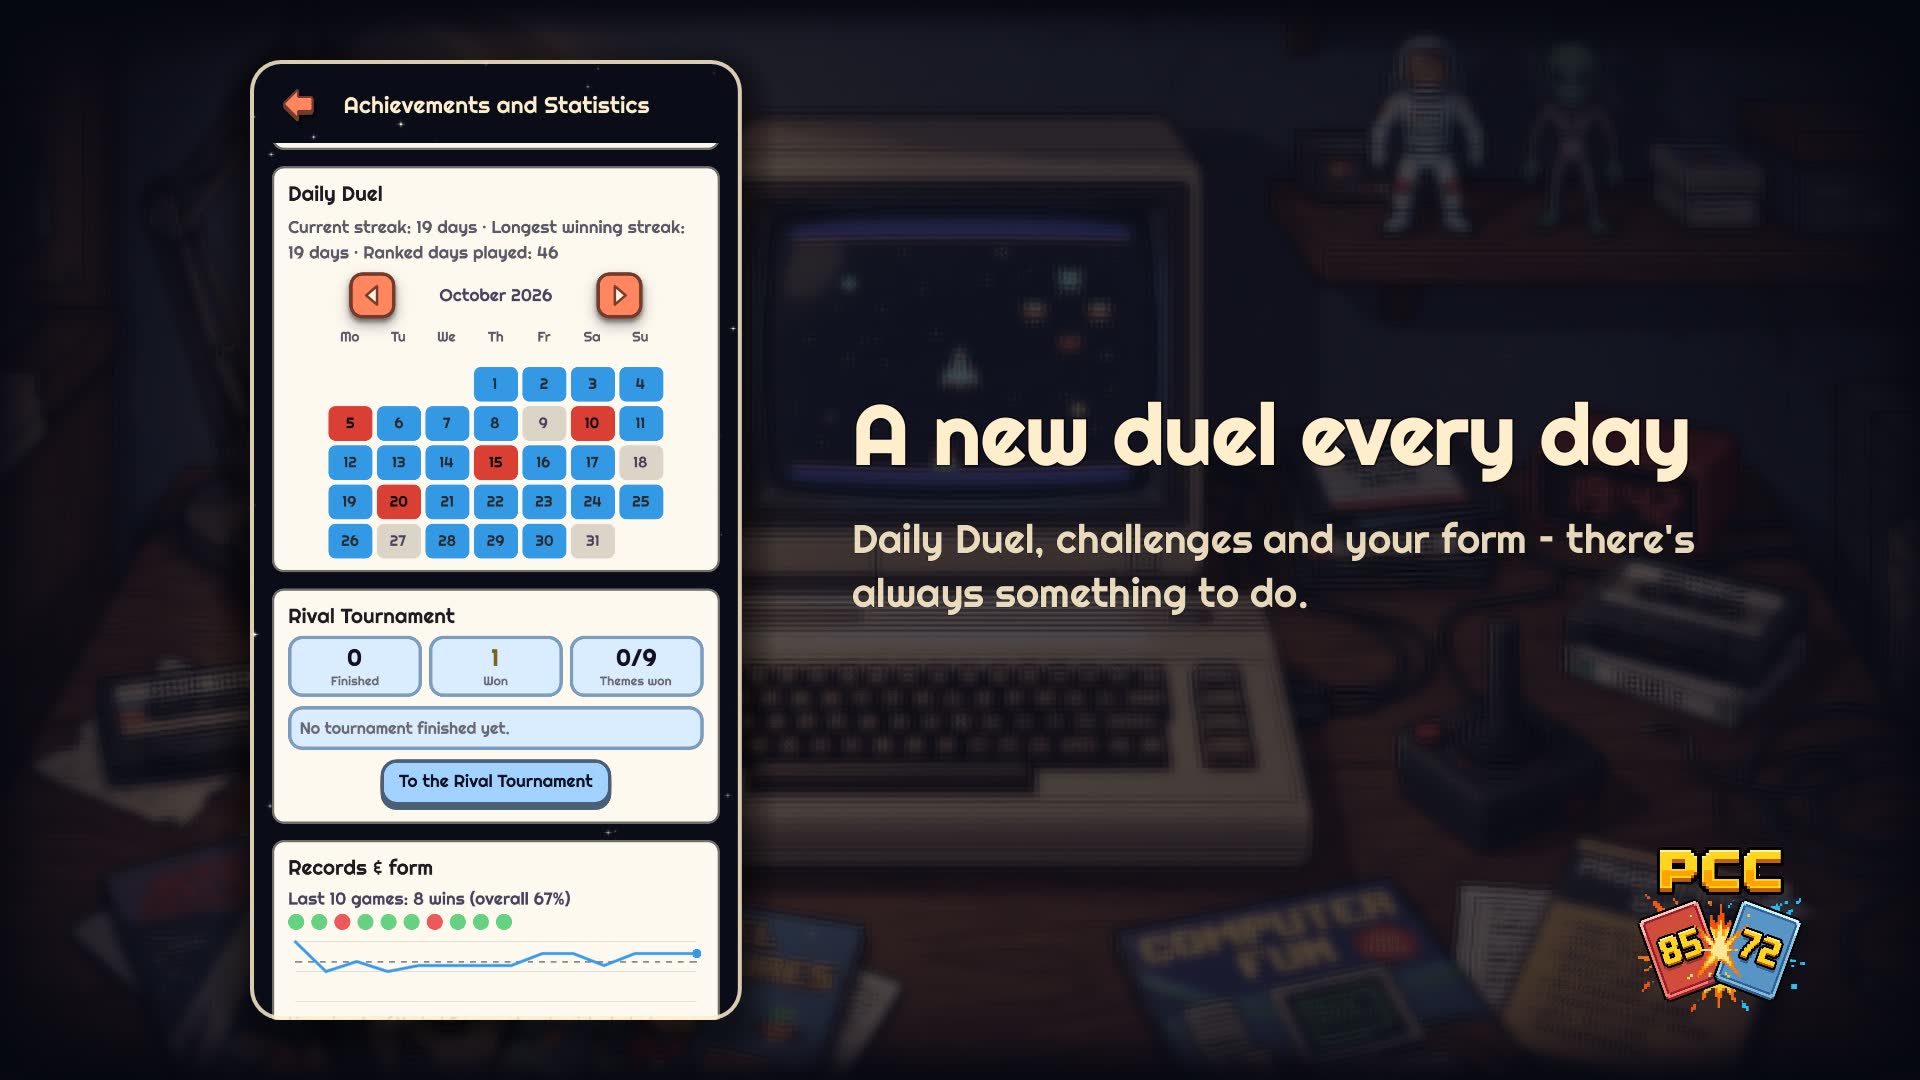 Achievements and Statistics
Daily Duel
Current streak: 19 days · Longest winning streak:
19 days · Ranked days played: 46
October 2026
Mo Tu We Th Fr Sa Su
1 2 3 4
5 6 7 8 9 10 11
12 13 14 15 16 17 18
19 20 21 22 23 24 25
26 27 28 29 30 31
Rival Tournament
0 1 0/9
Finished Won Themes won
No tournament finished yet.
To the Rival Tournament
Records & form
Last 10 games: 8 wins (overall 67%)
A new duel every day
Daily Duel, challenges and your form - there's
always something to do.
COMPUTER
FUN
PCC
85 72